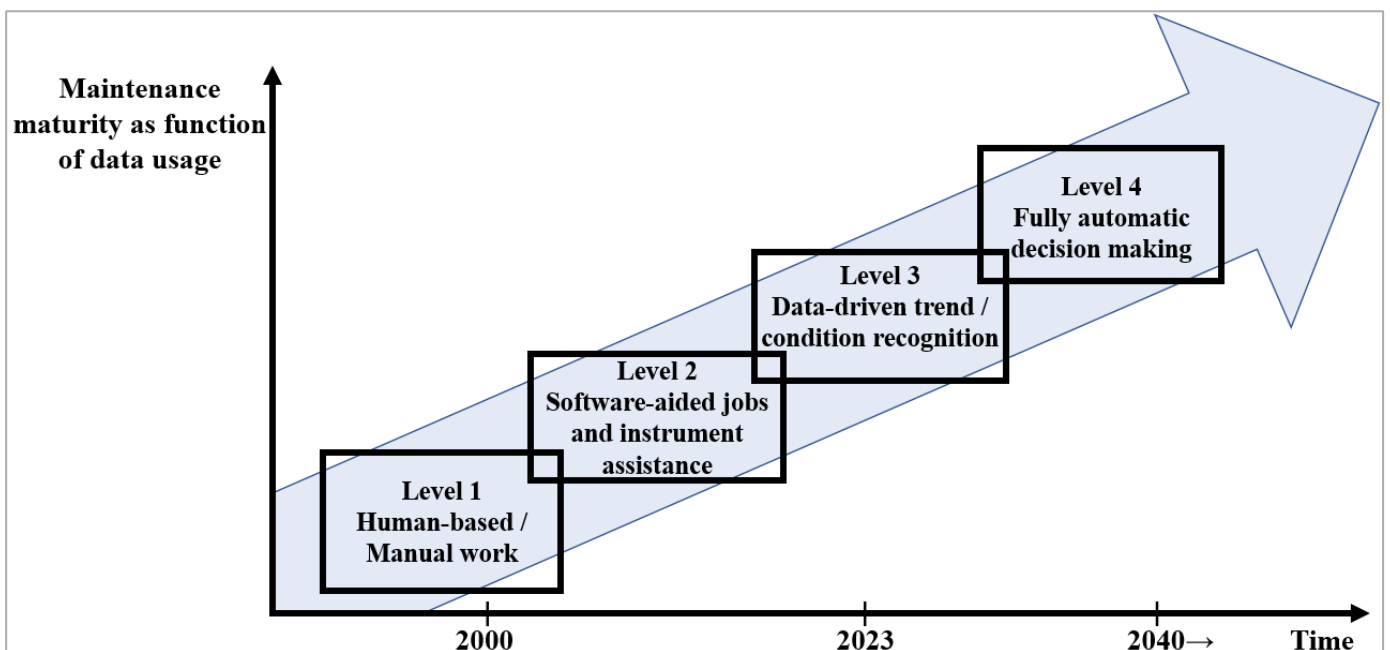 Maintenance
maturity as function
of data usage
Level 4
Fully automatic
decision making
Level 3
Data-driven trend /
condition recognition
Level 2
Software-aided jobs
and instrument
assistance
Level 1
Human-based /
Manual work
2000 2023 2040→ Time